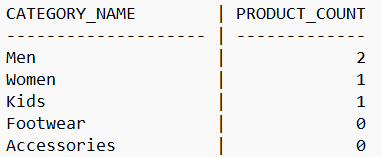 CATEGORY_NAME        | PRODUCT_COUNT
-------------------- | -------------
Men                  |             2
Women                |             1
Kids                 |             1
Footwear             |             0
Accessories          |             0